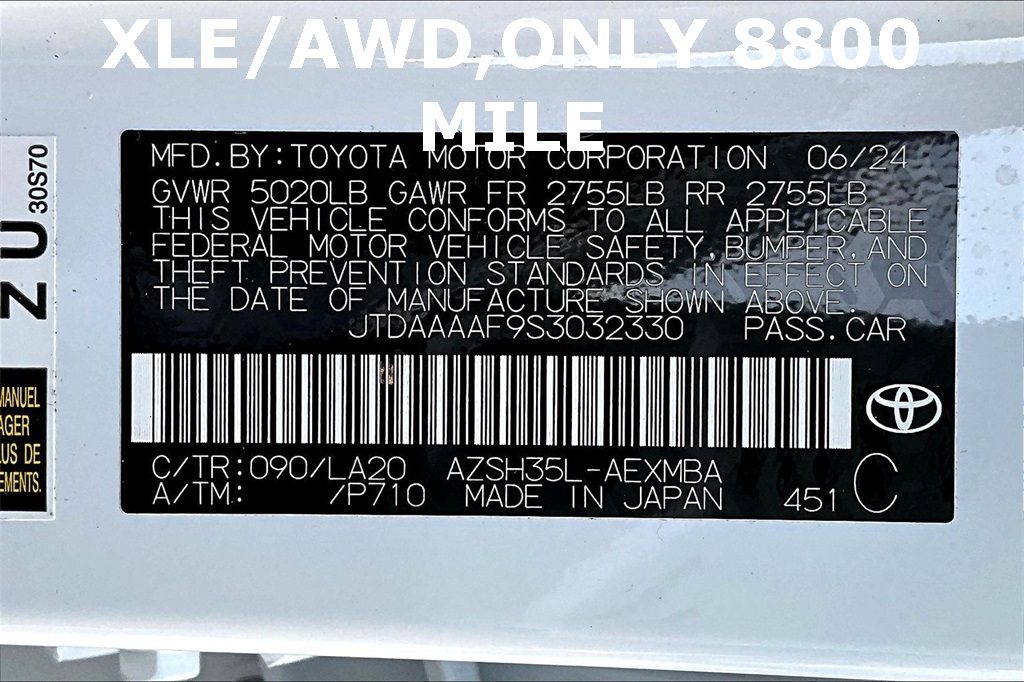 XLE/AWD,ONLY 8800
MILE
MFD. BY: TOYOTA MOTOR CORPORATION 06/24
GVWR 5020LB GAWR FR 2755LB RR 2755LB
THIS VEHICLE CONFORMS TO ALL APPLICABLE
FEDERAL MOTOR VEHICLE SAFETY, BUMPER, AND
THEFT PREVENTION STANDARDS IN EFFECT ON
THE DATE OF MANUFACTURE SHOWN ABOVE.
JTDAAAAF9S3032330 PASS. CAR
C/TR: 090/LA20 AZSH35L-AEXMBA
A/TM: /P710 MADE IN JAPAN 451 C
ZU
30S70
MANUEL
AGER
LUS DE
EMENTS.